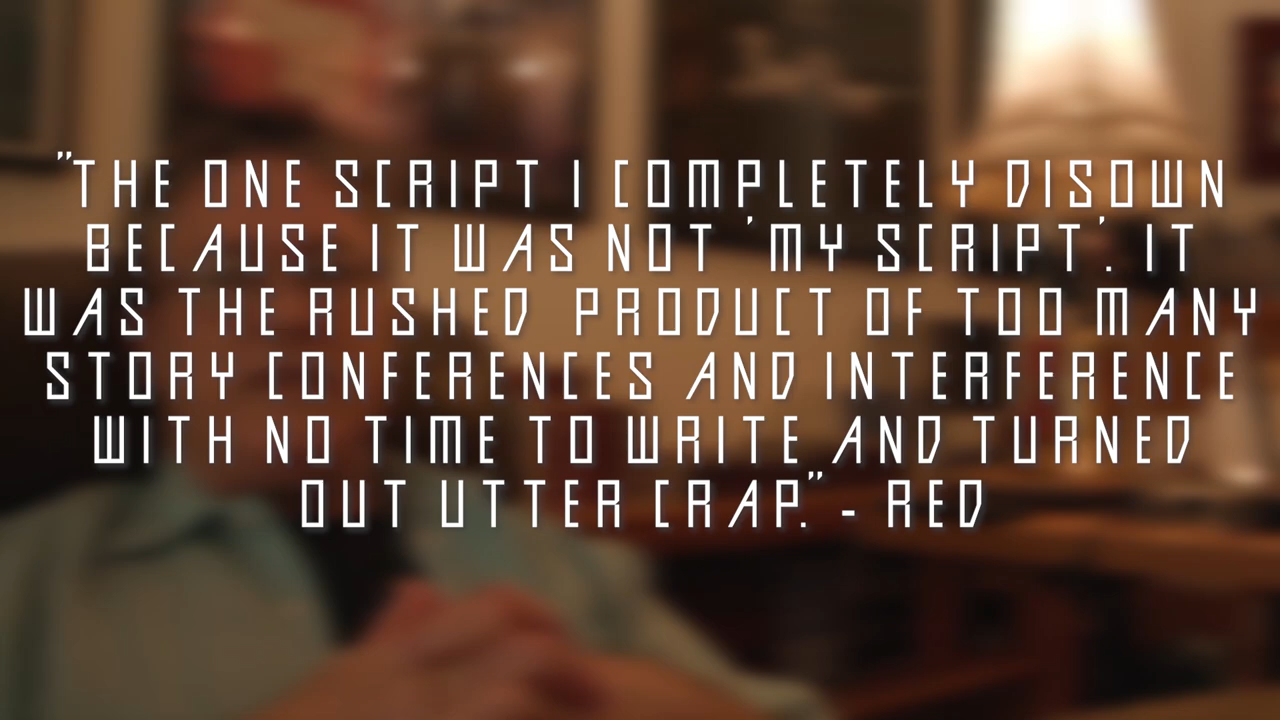 "THE ONE SCRIPT I COMPLETELY DISOWN
BECAUSE IT WAS NOT 'MY SCRIPT'. IT
WAS THE RUSHED PRODUCT OF TOO MANY
STORY CONFERENCES AND INTERFERENCE
WITH NO TIME TO WRITE AND TURNED
OUT UTTER CRAP." - RED